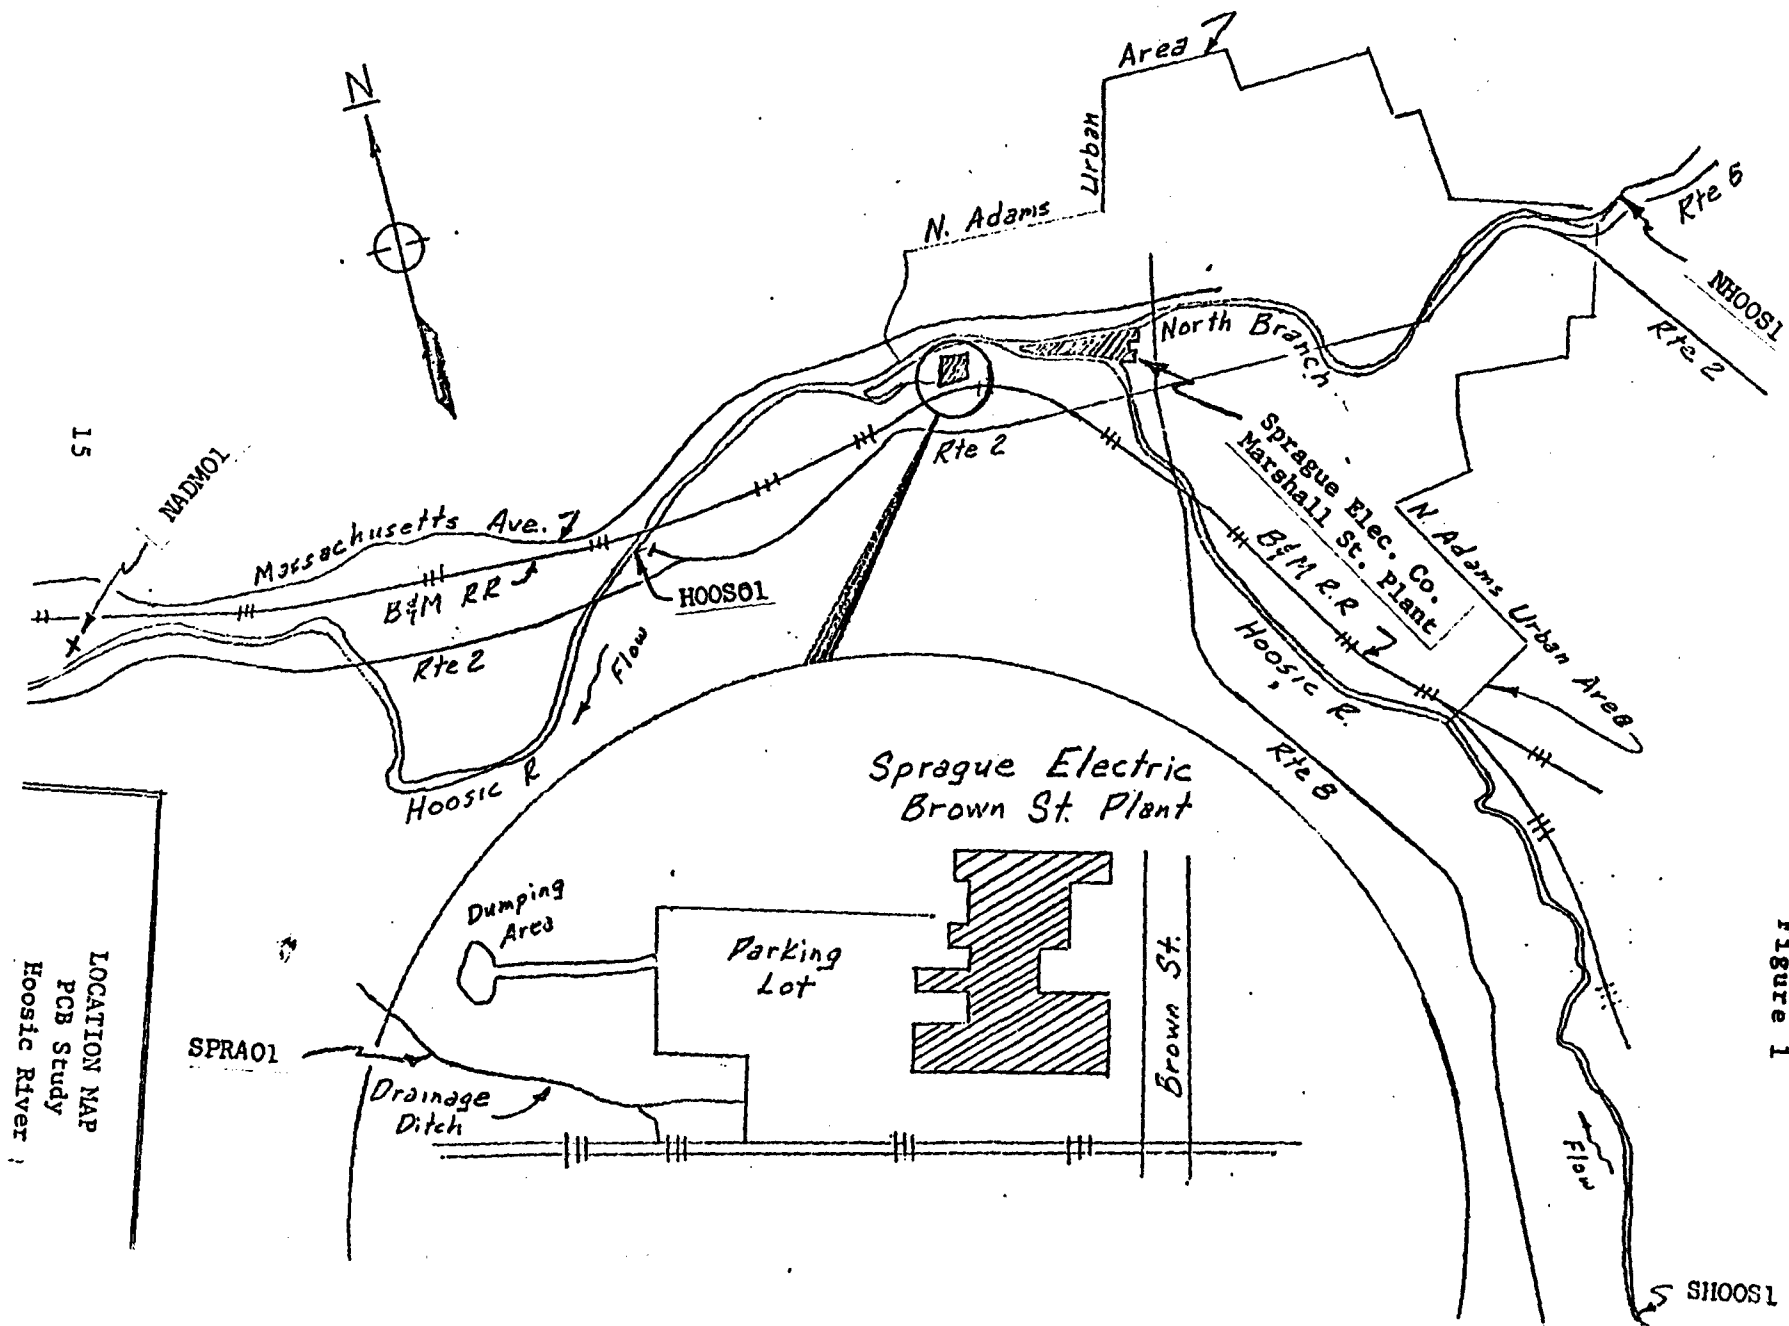 Figure 1
Area
Urban
N. Adams
N
Rte 5
NHOOS1
Rte 2
North Branch
Sprague Elec. Co.
Marshall St. Plant
Rte 2
N. Adams Urban Area
B&M R.R
Hoosic R.
Rte 8
15
NADMO1
Massachusetts Ave.
B&M RR
HOOS01
Rte 2
Flow
Hoosic R
Sprague Electric
Brown St. Plant
Dumping
Area
Parking
Lot
Brown St.
SPRA01
Drainage
Ditch
Flow
SHOOS1
LOCATION MAP
PCB Study
Hoosic River